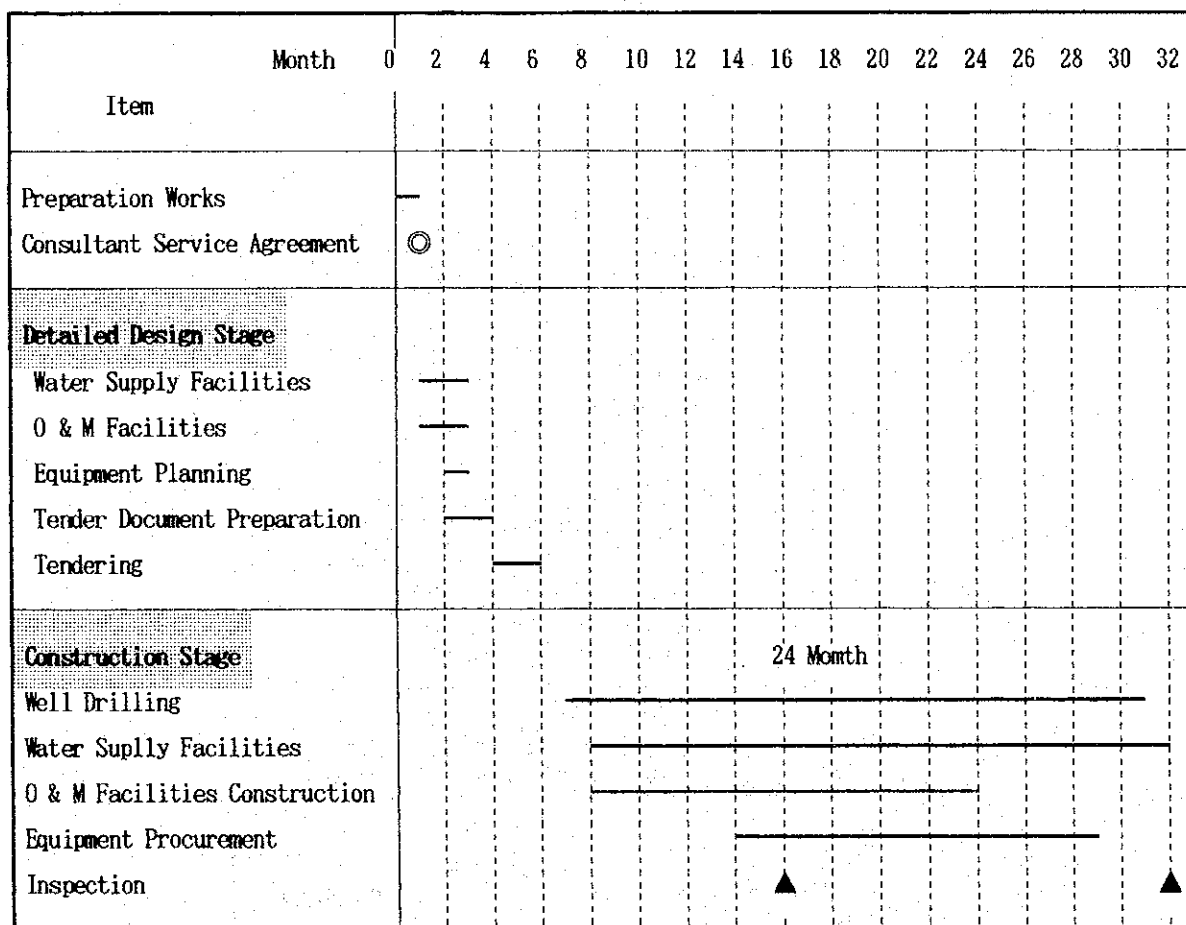 Month 0 2 4 6 8 10 12 14 16 18 20 22 24 26 28 30 32
Item
Preparation Works
Consultant Service Agreement
Detailed Design Stage
Water Supply Facilities
O & M Facilities
Equipment Planning
Tender Document Preparation
Tendering
Construction Stage
24 Momth
Well Drilling
Water Suplly Facilities
O & M Facilities Construction
Equipment Procurement
Inspection